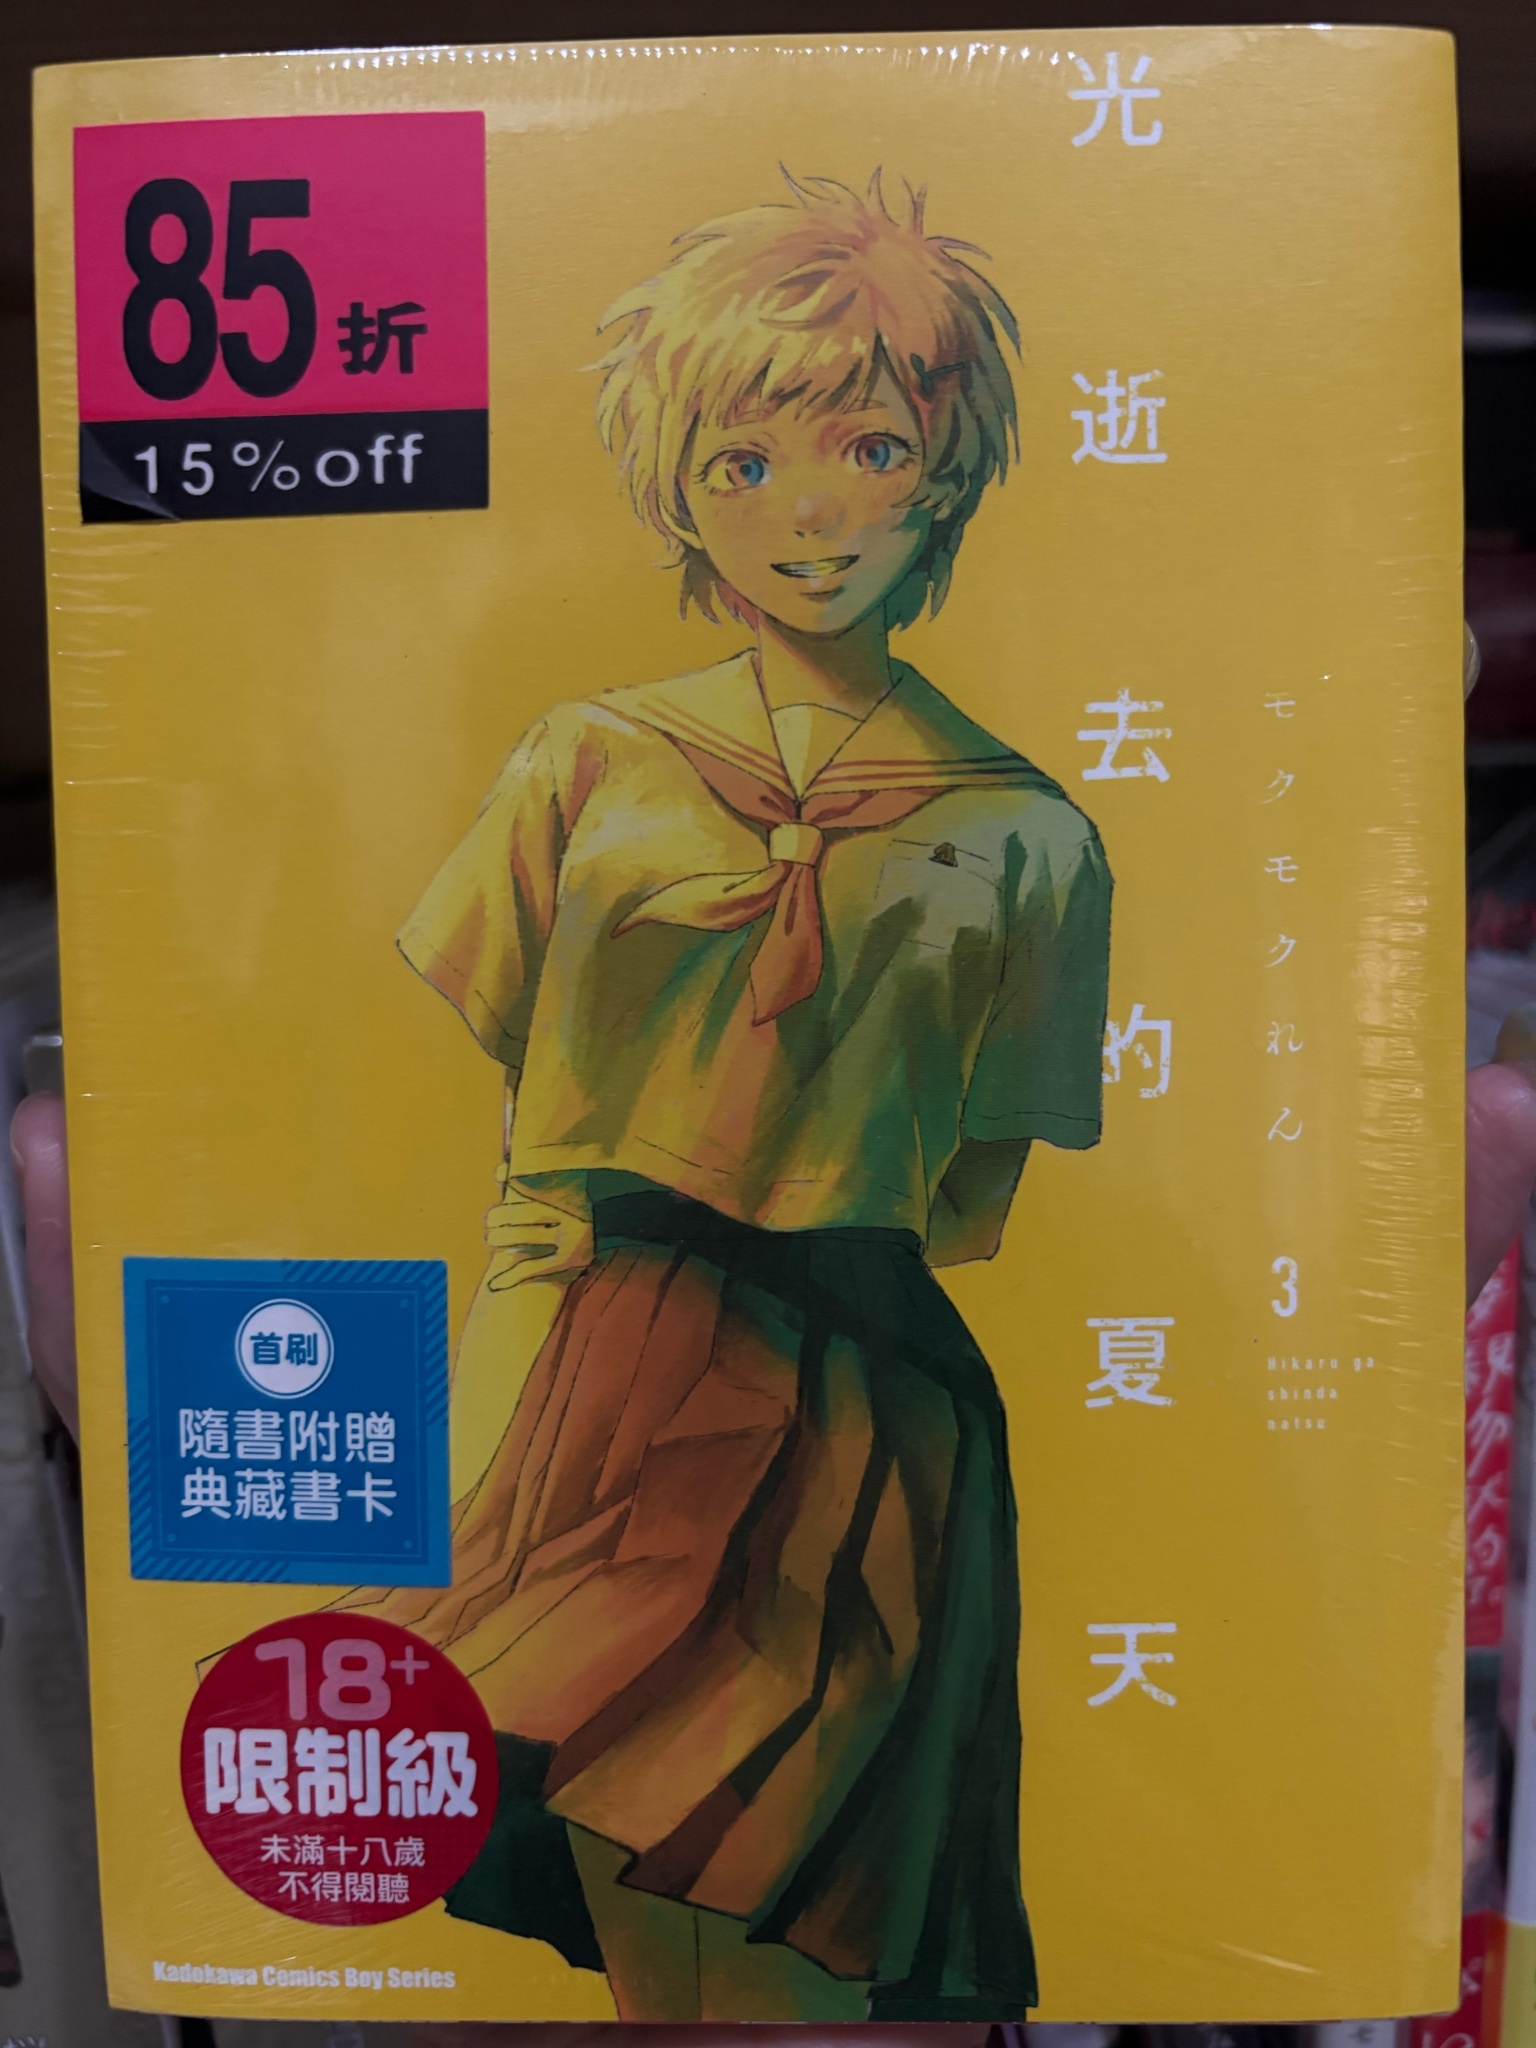 85折
15%off
光逝去的夏天
モクモクれん
3
Hikaru ga
shinda
natsu
首刷
隨書附贈
典藏書卡
18+
限制級
未滿十八歲
不得閱聽
Kadokawa Comics Boy Series